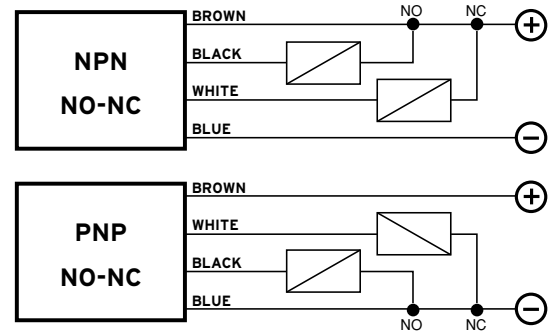 BROWN
NO
NC
+
NPN
NO-NC
BLACK
WHITE
BLUE
−
BROWN
+
PNP
NO-NC
WHITE
BLACK
BLUE
−
NO
NC